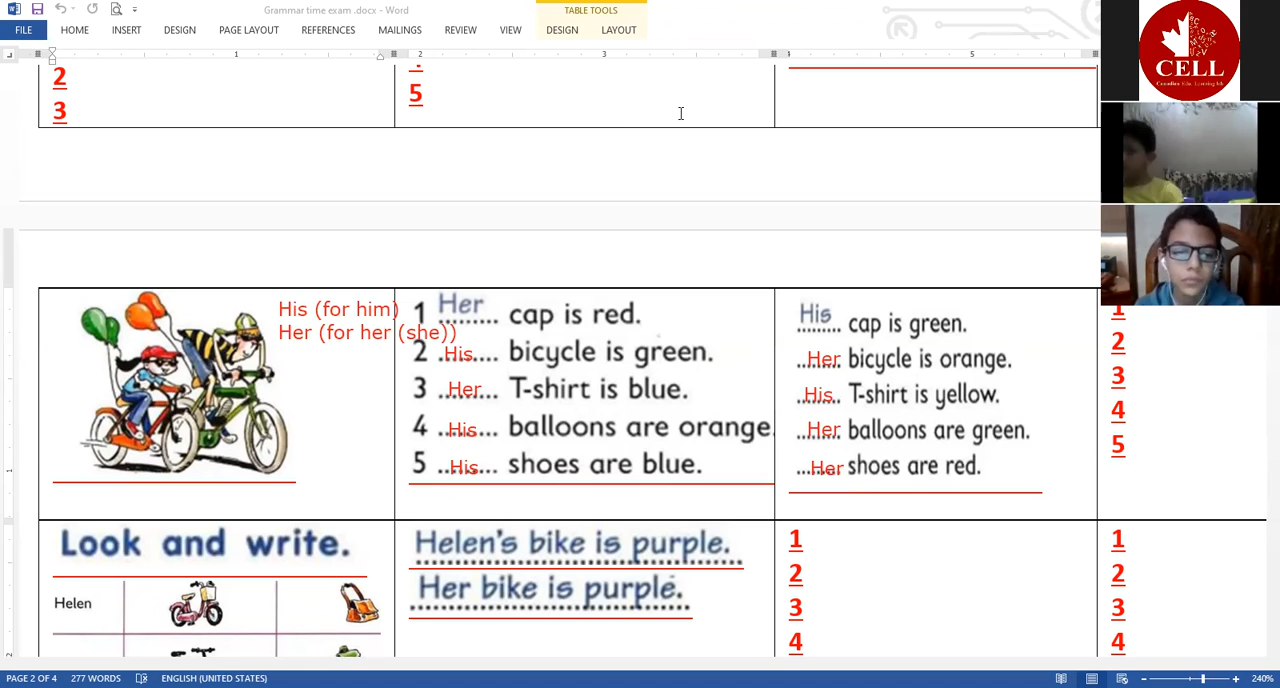 Grammar time exam .docx - Word
TABLE TOOLS
FILE HOME INSERT DESIGN PAGE LAYOUT REFERENCES MAILINGS REVIEW VIEW DESIGN LAYOUT
1 2 3 4 5
CELL
2
3
5
His (for him)
Her (for her (she))
1 Her cap is red.
2 His bicycle is green.
3 Her T-shirt is blue.
4 His balloons are orange.
5 His shoes are blue.
His cap is green.
Her bicycle is orange.
His T-shirt is yellow.
Her balloons are green.
Her shoes are red.
1
2
3
4
5
Look and write.
Helen
Helen's bike is purple.
Her bike is purple.
1
2
3
4
1
2
3
4
PAGE 2 OF 4 277 WORDS ENGLISH (UNITED STATES) 240%